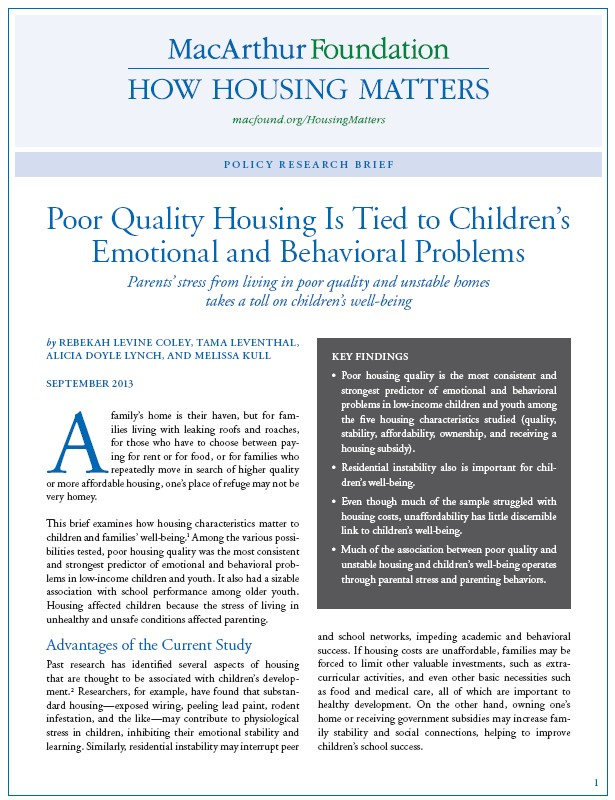 MacArthur Foundation
HOW HOUSING MATTERS
macfound.org/HousingMatters
POLICY RESEARCH BRIEF
Poor Quality Housing Is Tied to Children's
Emotional and Behavioral Problems
Parents' stress from living in poor quality and unstable homes
takes a toll on children's well-being
by REBEKAH LEVINE COLEY, TAMA LEVENTHAL,
ALICIA DOYLE LYNCH, AND MELISSA KULL
SEPTEMBER 2013
A family's home is their haven, but for fam-
ilies living with leaking roofs and roaches,
for those who have to choose between pay-
ing for rent or for food, or for families who
repeatedly move in search of higher quality
or more affordable housing, one's place of refuge may not be
very homey.
This brief examines how housing characteristics matter to
children and families' well-being.¹ Among the various possi-
bilities tested, poor housing quality was the most consistent
and strongest predictor of emotional and behavioral prob-
lems in low-income children and youth. It also had a sizable
association with school performance among older youth.
Housing affected children because the stress of living in
unhealthy and unsafe conditions affected parenting.
Advantages of the Current Study
Past research has identified several aspects of housing
that are thought to be associated with children's develop-
ment.² Researchers, for example, have found that substan-
dard housing—exposed wiring, peeling lead paint, rodent
infestation, and the like—may contribute to physiological
stress in children, inhibiting their emotional stability and
learning. Similarly, residential instability may interrupt peer
KEY FINDINGS
• Poor housing quality is the most consistent and
strongest predictor of emotional and behavioral
problems in low-income children and youth among
the five housing characteristics studied (quality,
stability, affordability, ownership, and receiving a
housing subsidy).
• Residential instability also is important for chil-
dren's well-being.
• Even though much of the sample struggled with
housing costs, unaffordability has little discernible
link to children's well-being.
• Much of the association between poor quality and
unstable housing and children's well-being operates
through parental stress and parenting behaviors.
and school networks, impeding academic and behavioral
success. If housing costs are unaffordable, families may be
forced to limit other valuable investments, such as extra-
curricular activities, and even other basic necessities such
as food and medical care, all of which are important to
healthy development. On the other hand, owning one's
home or receiving government subsidies may increase fam-
ily stability and social connections, helping to improve
children's school success.
1